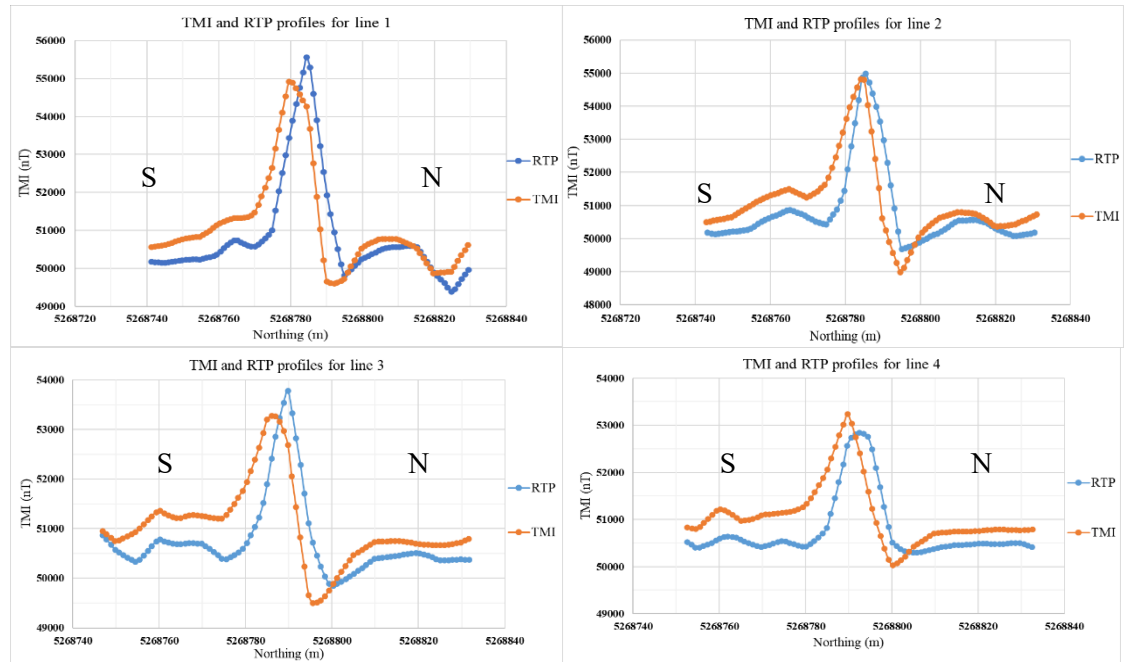 TMI and RTP profiles for line 1
56000
55000
54000
53000
52000
51000
50000
49000
TMI (nT)
S
N
RTP
TMI
5268720 5268740 5268760 5268780 5268800 5268820 5268840
Northing (m)
TMI and RTP profiles for line 2
56000
55000
54000
53000
52000
51000
50000
49000
48000
TMI (nT)
S
N
RTP
TMI
5268720 5268740 5268760 5268780 5268800 5268820 5268840
Northing (m)
TMI and RTP profiles for line 3
54000
53000
52000
51000
50000
49000
TMI (nT)
S
N
RTP
TMI
5268740 5268760 5268780 5268800 5268820 5268840
Northing (m)
TMI and RTP profiles for line 4
54000
53000
52000
51000
50000
49000
TMI (nT)
S
N
RTP
TMI
5268740 5268760 5268780 5268800 5268820 5268840
Northing (m)